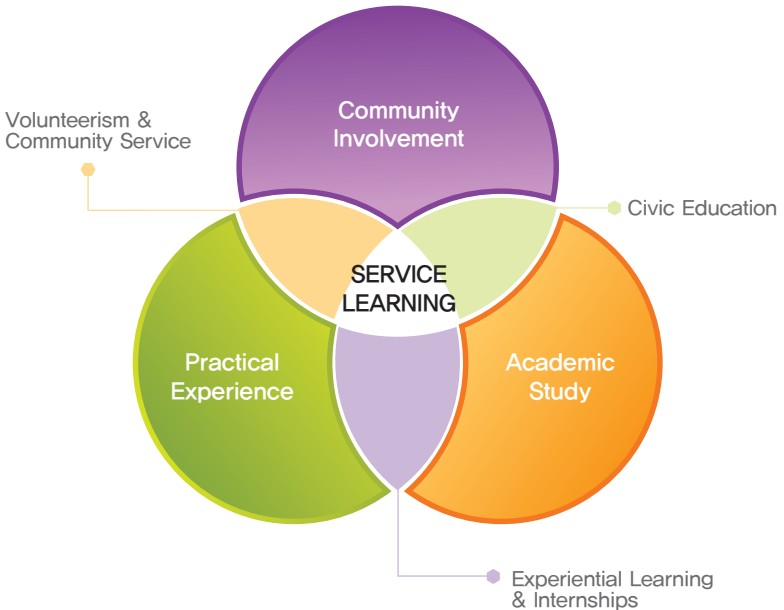 Community
Involvement
Volunteerism &
Community Service
Civic Education
SERVICE
LEARNING
Practical
Experience
Academic
Study
Experiential Learning
& Internships